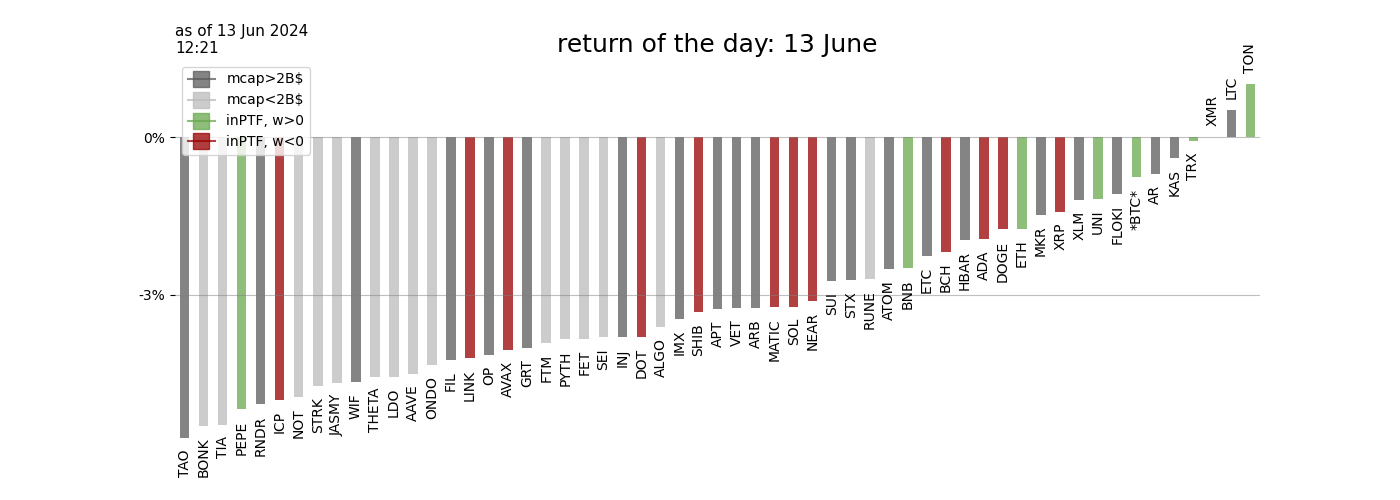 as of 13 Jun 2024
12:21
return of the day: 13 June
mcap>2B$
mcap<2B$
inPTF, w>0
inPTF, w<0
0%
-3%
TAO
BONK
TIA
PEPE
RNDR
ICP
NOT
STRK
JASMY
WIF
THETA
LDO
AAVE
ONDO
FIL
LINK
OP
AVAX
GRT
FTM
PYTH
FET
SEI
INJ
DOT
ALGO
IMX
SHIB
APT
VET
ARB
MATIC
SOL
NEAR
SUI
STX
RUNE
ATOM
BNB
ETC
BCH
HBAR
ADA
DOGE
ETH
MKR
XRP
XLM
UNI
FLOKI
*BTC*
AR
KAS
TRX
XMR
LTC
TON